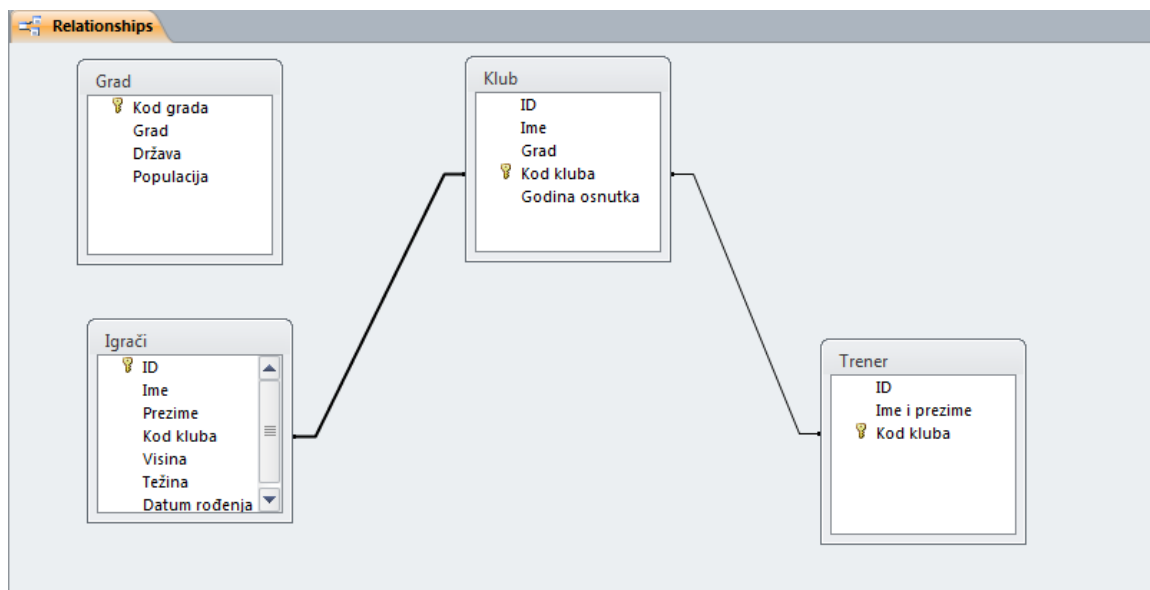 Relationships
Grad
Kod grada
Grad
Država
Populacija
Klub
ID
Ime
Grad
Kod kluba
Godina osnutka
Igrači
ID
Ime
Prezime
Kod kluba
Visina
Težina
Datum rođenja
Trener
ID
Ime i prezime
Kod kluba